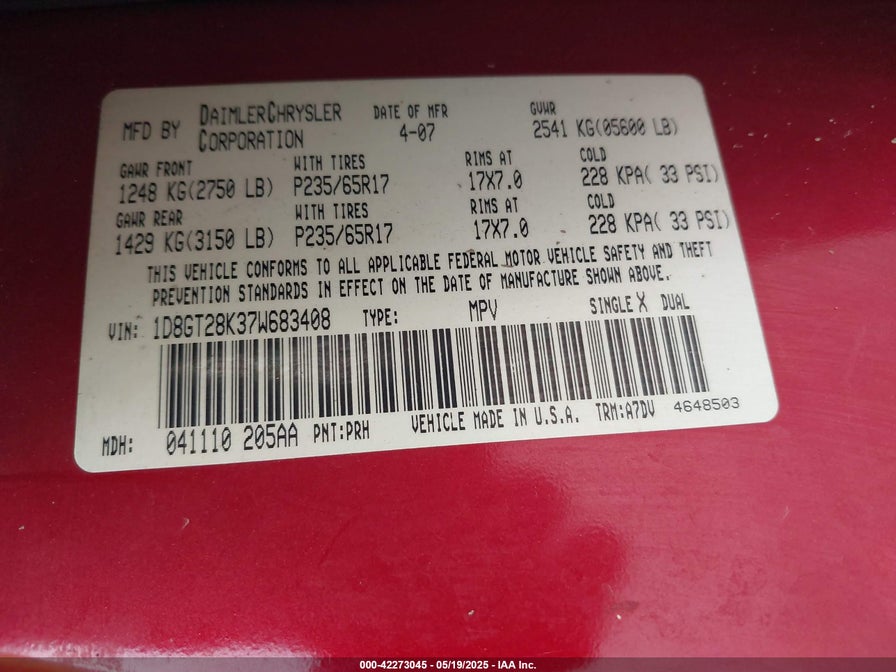 MFD BY DAIMLERCHRYSLER CORPORATION DATE OF MFR 4-07 GVWR 2541 KG(05600 LB)
GAWR FRONT WITH TIRES RIMS AT COLD
1248 KG(2750 LB) P235/65R17 17X7.0 228 KPA( 33 PSI)
GAWR REAR WITH TIRES RIMS AT COLD
1429 KG(3150 LB) P235/65R17 17X7.0 228 KPA( 33 PSI)
THIS VEHICLE CONFORMS TO ALL APPLICABLE FEDERAL MOTOR VEHICLE SAFETY AND THEFT
PREVENTION STANDARDS IN EFFECT ON THE DATE OF MANUFACTURE SHOWN ABOVE.
VIN: 1D8GT28K37W683408 TYPE: MPV SINGLE X DUAL
MDH: 041110 205AA PNT:PRH VEHICLE MADE IN U.S.A. TRM:A7DV 4648503
000-42273045 - 05/19/2025 - IAA Inc.